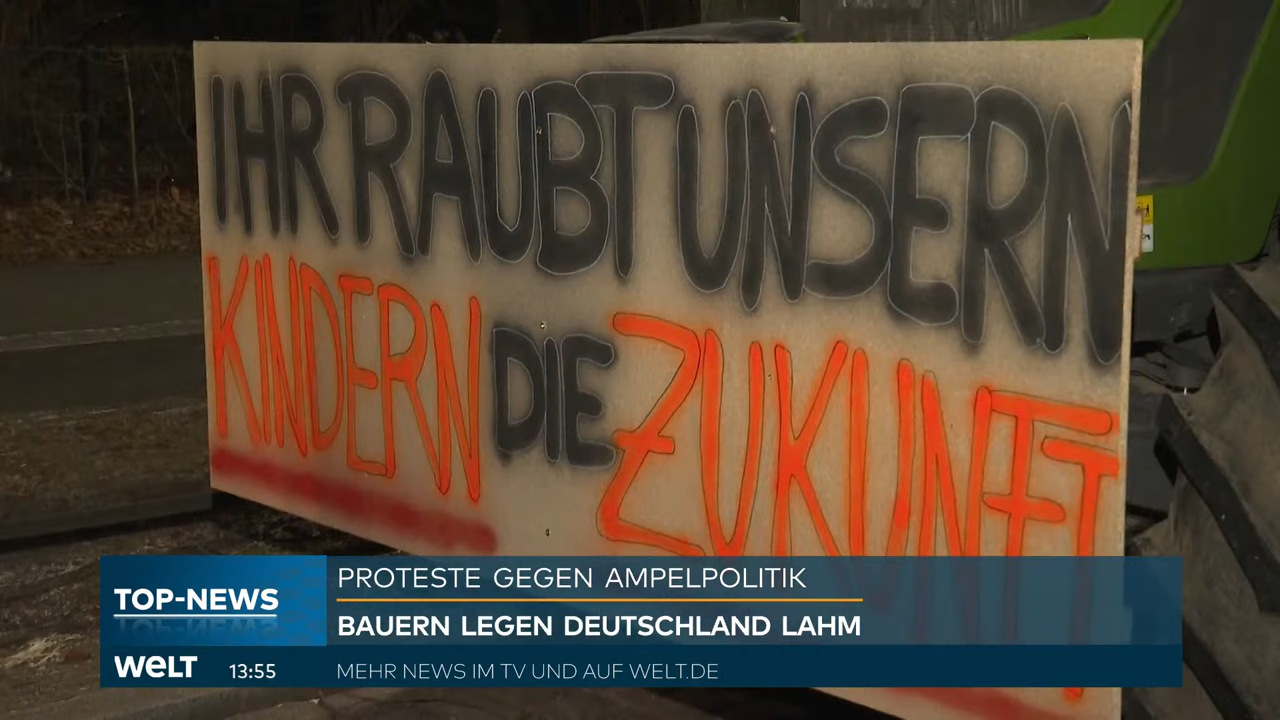 IHR RAUBT UNSERN
KINDERN DIE ZUKUNFT
TOP-NEWS
PROTESTE GEGEN AMPELPOLITIK
BAUERN LEGEN DEUTSCHLAND LAHM
WELT 13:55 MEHR NEWS IM TV UND AUF WELT.DE